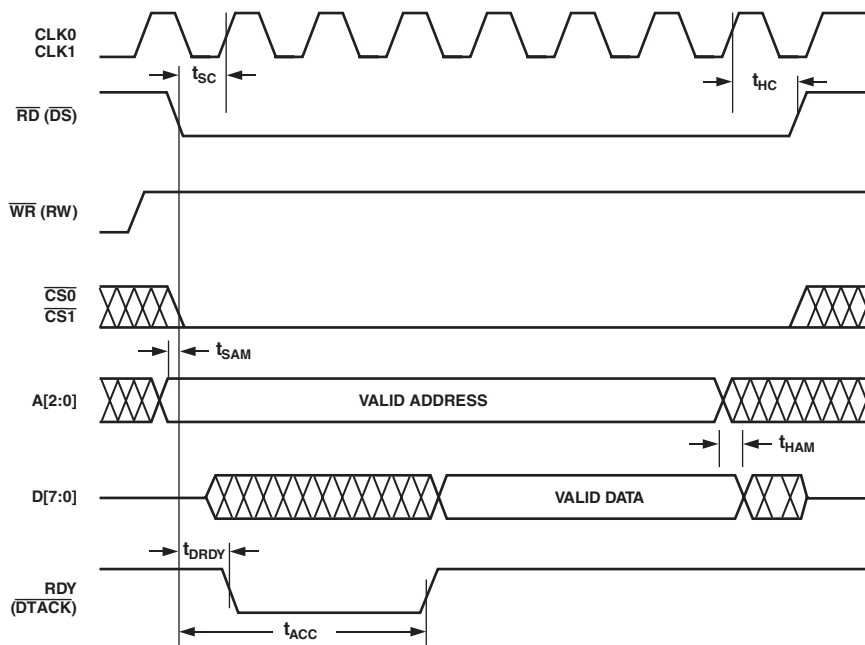 CLK0
CLK1
tSC
tHC
RD (DS)
WR (RW)
CS0
CS1
tSAM
A[2:0]
VALID ADDRESS
tHAM
D[7:0]
VALID DATA
tDRDY
RDY
(DTACK)
tACC